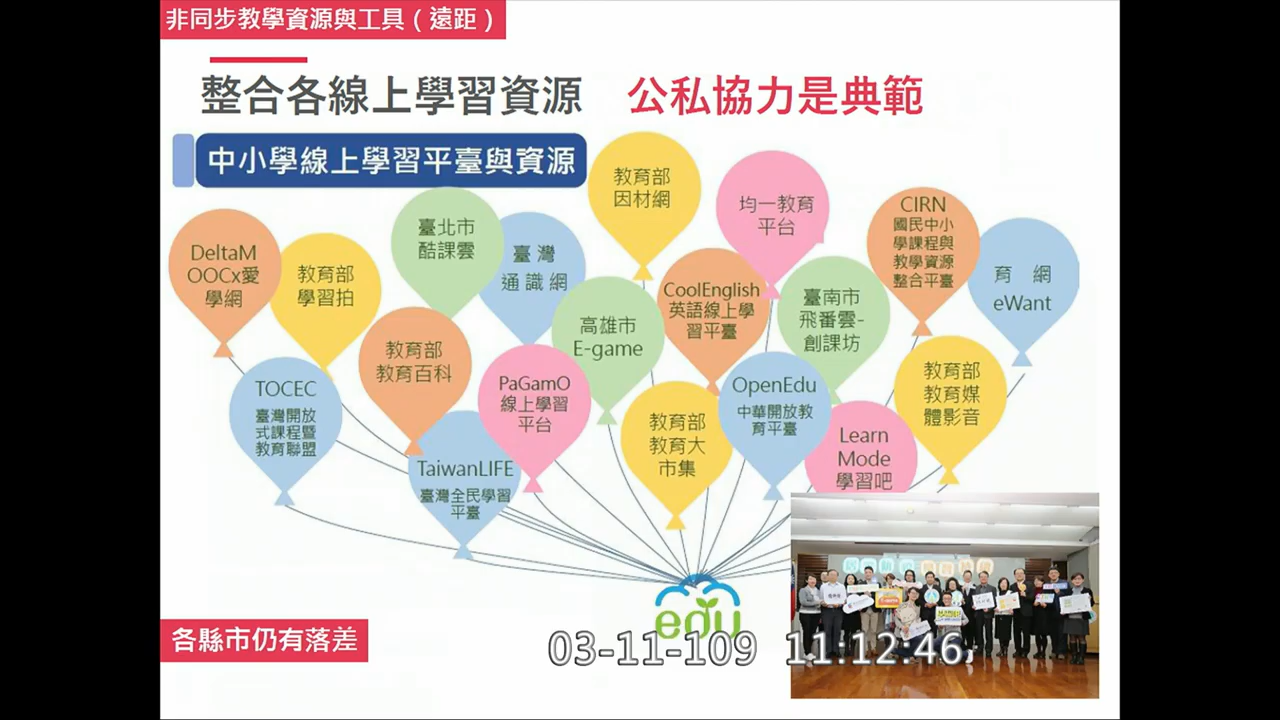 非同步教學資源與工具（遠距）
整合各線上學習資源 公私協力是典範
中小學線上學習平臺與資源
DeltaM
OOCx愛
學網
教育部
學習拍
臺北市
酷課雲
臺灣
通識網
教育部
因材網
均一教育
平台
CIRN
國民中小
學課程與
教學資源
整合平臺
育網
eWant
TOCEC
臺灣開放
式課程暨
教育聯盟
教育部
教育百科
TaiwanLIFE
臺灣全民學習
平臺
PaGamO
線上學習
平台
高雄市
E-game
CoolEnglish
英語線上學
習平臺
臺南市
飛番雲-
創課坊
教育部
教育大
市集
OpenEdu
中華開放教
育平臺
Learn
Mode
學習吧
教育部
教育媒
體影音
edu
各縣市仍有落差
03-11-109 11:12:46